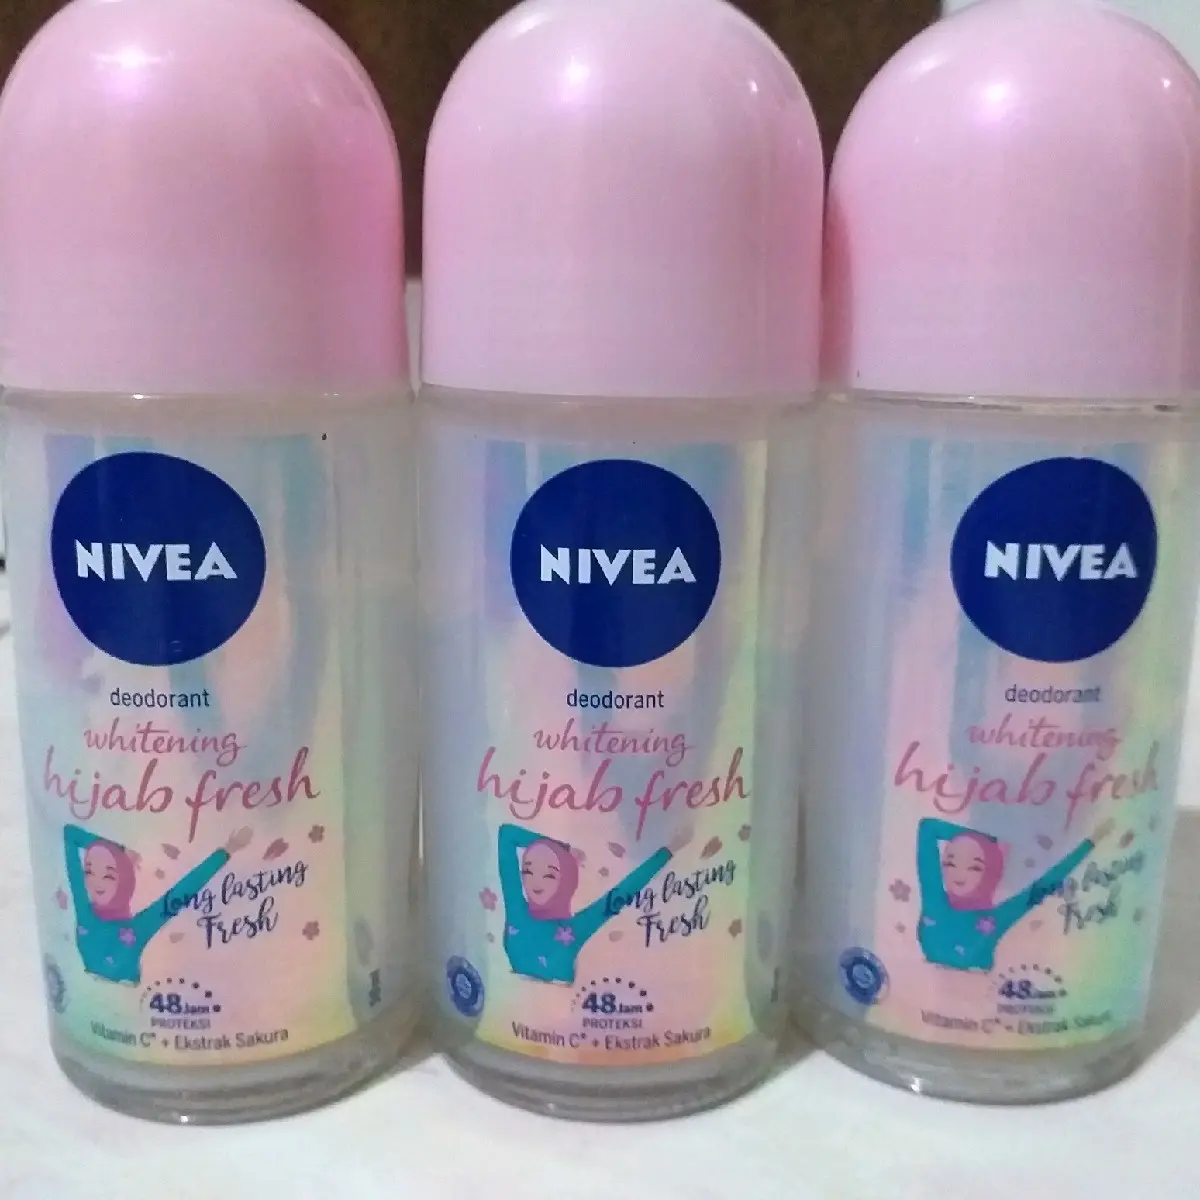 NIVEA
deodorant
whitening
hijab fresh
Long lasting
Fresh
48 Jam
PROTEKSI
Vitamin C* + Ekstrak Sakura
NIVEA
deodorant
whitening
hijab fresh
Long lasting
Fresh
48 Jam
PROTEKSI
Vitamin C* + Ekstrak Sakura
NIVEA
deodorant
whitening
hijab fresh
Long lasting
Fresh
48 Jam
PROTEKSI
Vitamin C* + Ekstrak Sakura